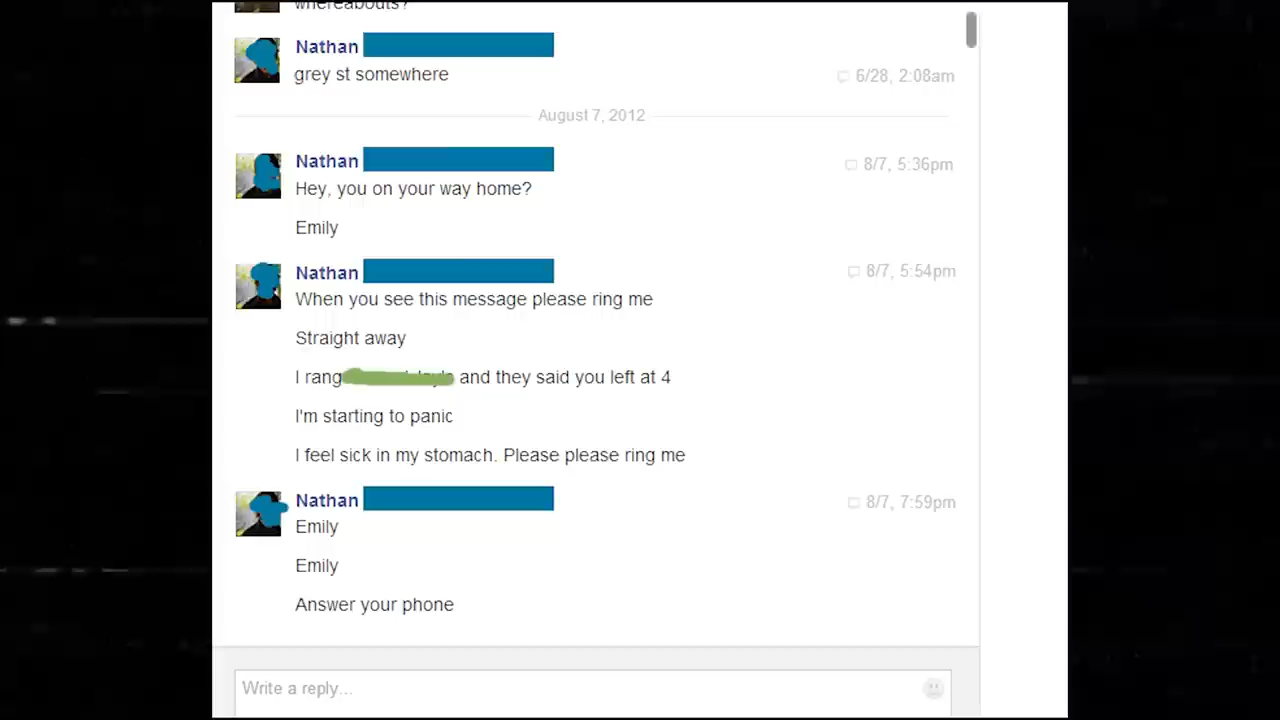 whereabouts?
Nathan
grey st somewhere
6/28, 2:08am
August 7, 2012
Nathan
8/7, 5:36pm
Hey, you on your way home?
Emily
Nathan
8/7, 5:54pm
When you see this message please ring me
Straight away
I rang and they said you left at 4
I'm starting to panic
I feel sick in my stomach. Please please ring me
Nathan
8/7, 7:59pm
Emily
Emily
Answer your phone
Write a reply...